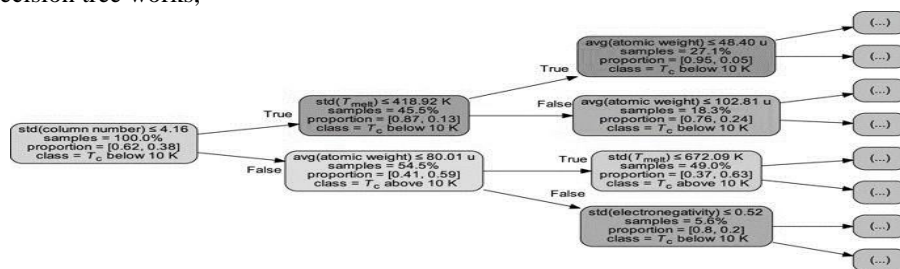 decision tree works,
std(column number) ≤ 4.16
samples = 100.0%
proportion = [0.62, 0.38]
class = Tc below 10 K
True
False
std(Tmelt) ≤ 418.92 K
samples = 45.5%
proportion = [0.87, 0.13]
class = Tc below 10 K
avg(atomic weight) ≤ 80.01 u
samples = 54.5%
proportion = [0.41, 0.59]
class = Tc above 10 K
True
False
avg(atomic weight) ≤ 48.40 u
samples = 27.1%
proportion = [0.95, 0.05]
class = Tc below 10 K
avg(atomic weight) ≤ 102.81 u
samples = 18.3%
proportion = [0.76, 0.24]
class = Tc below 10 K
True
False
std(Tmelt) ≤ 672.09 K
samples = 49.0%
proportion = [0.37, 0.63]
class = Tc above 10 K
std(electronegativity) ≤ 0.52
samples = 5.6%
proportion = [0.8, 0.2]
class = Tc below 10 K
(...)
(...)
(...)
(...)
(...)
(...)
(...)
(...)